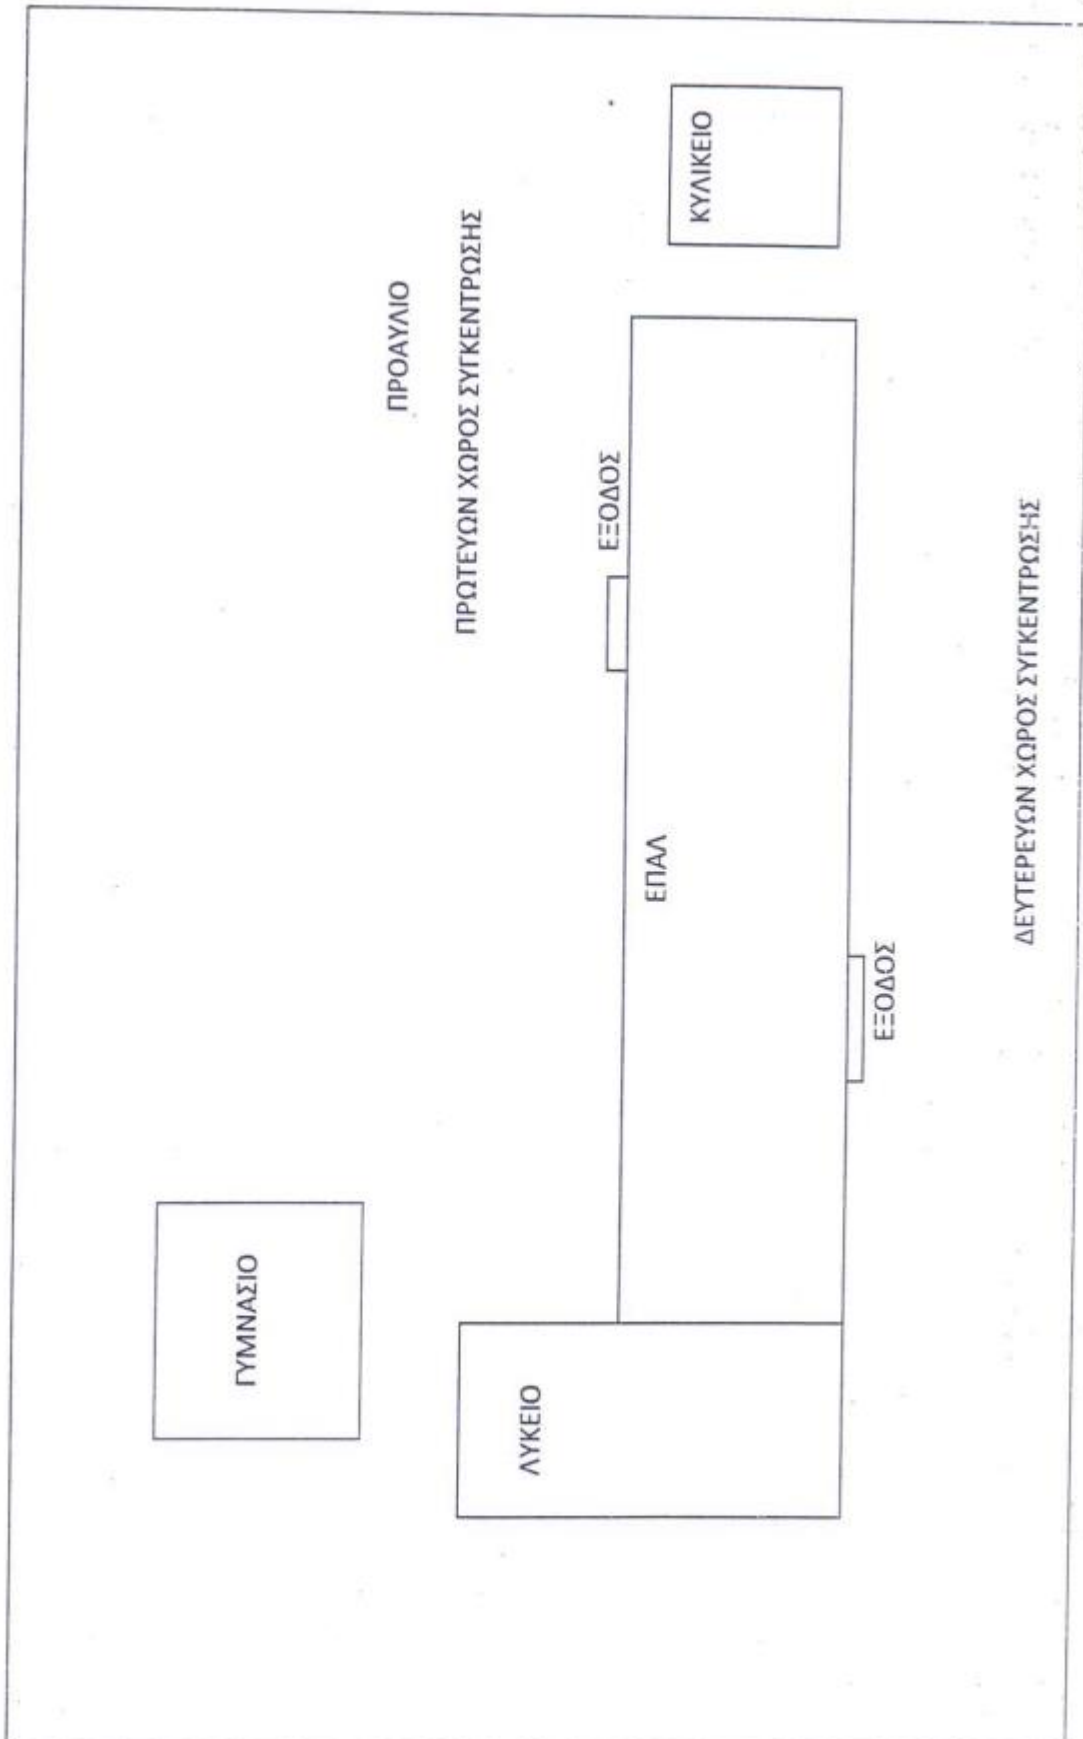 ΠΡΟΑΥΛΙΟ
ΠΡΩΤΕΥΩΝ ΧΩΡΟΣ ΣΥΓΚΕΝΤΡΩΣΗΣ
ΓΥΜΝΑΣΙΟ
ΛΥΚΕΙΟ
ΕΞΟΔΟΣ
ΕΠΑΛ
ΚΥΛΙΚΕΙΟ
ΕΞΟΔΟΣ
ΔΕΥΤΕΡΕΥΩΝ ΧΩΡΟΣ ΣΥΓΚΕΝΤΡΩΣΗΣ